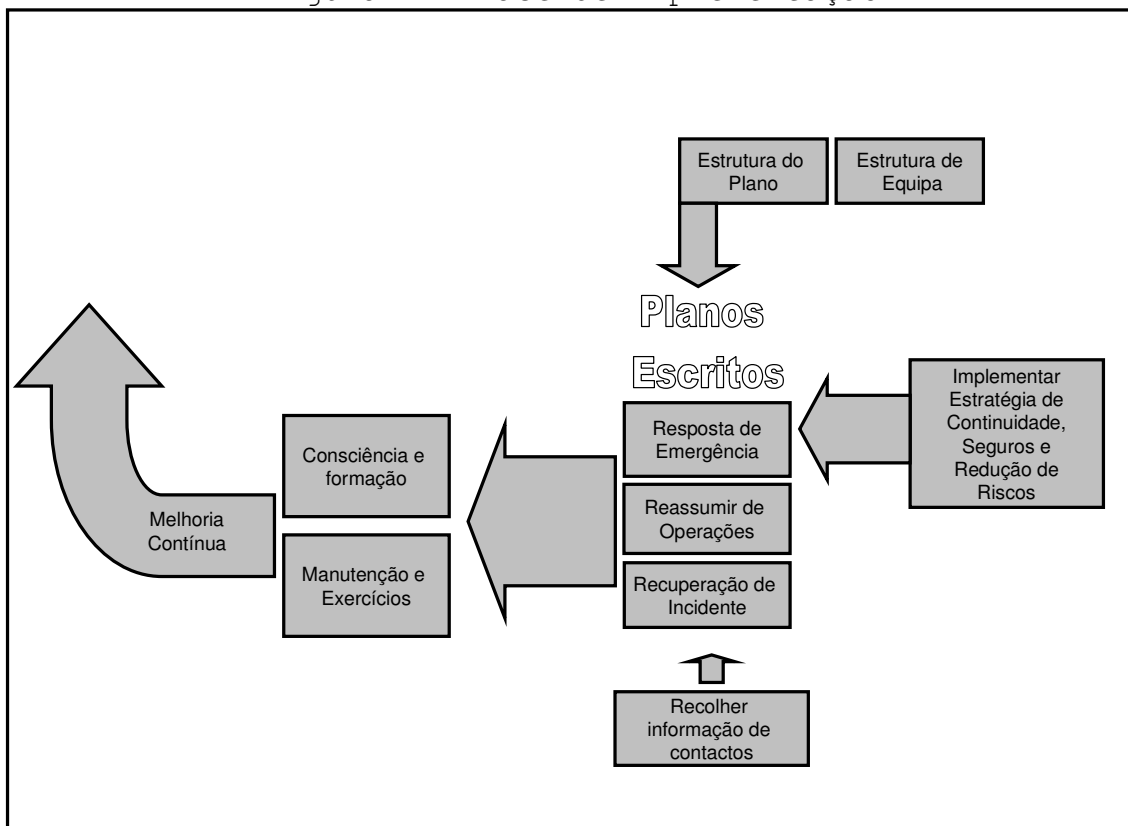 Estrutura do
Plano
Estrutura de
Equipa
Planos
Escritos
Implementar
Estratégia de
Continuidade,
Seguros e
Redução de
Riscos
Resposta de
Emergência
Reassumir de
Operações
Recuperação de
Incidente
Consciência e
formação
Manutenção e
Exercícios
Melhoria
Contínua
Recolher
informação de
contactos